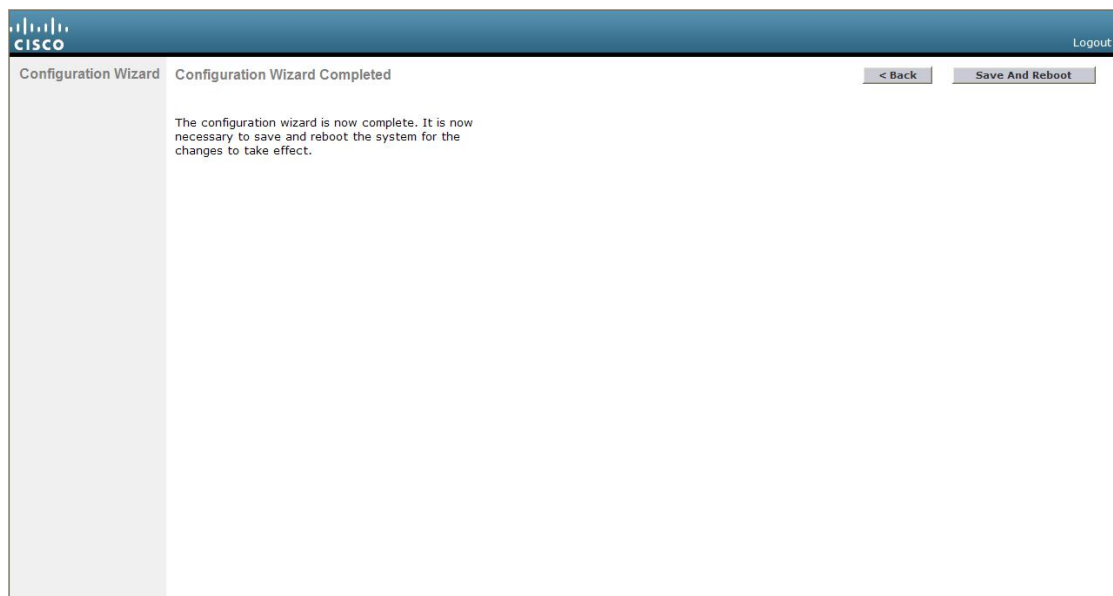 CISCO
Logout
Configuration Wizard
Configuration Wizard Completed
< Back
Save And Reboot
The configuration wizard is now complete. It is now
necessary to save and reboot the system for the
changes to take effect.